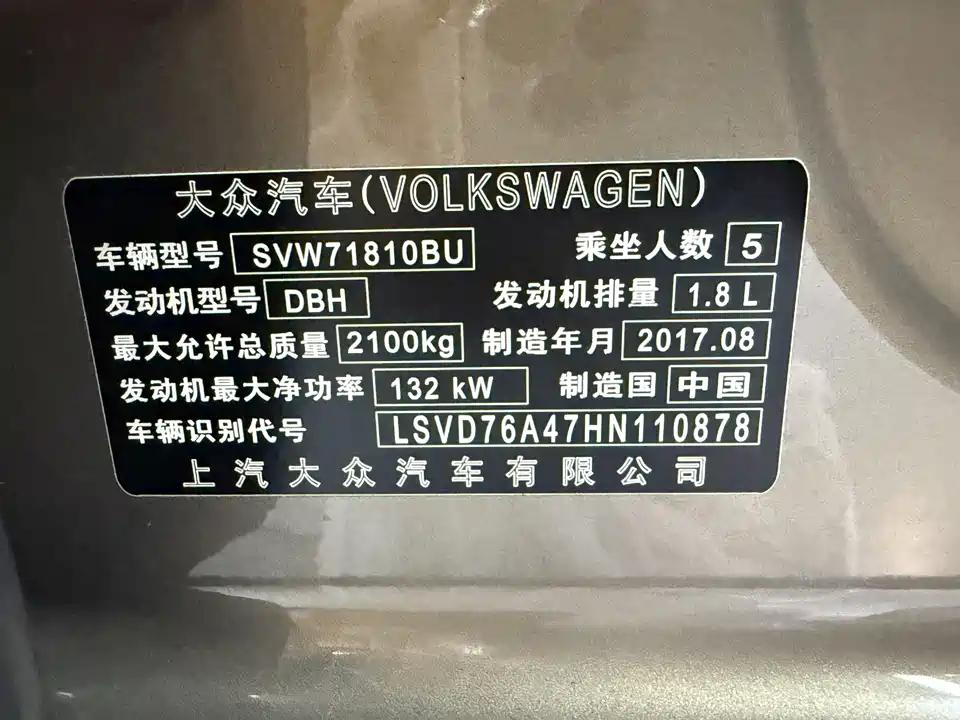 大众汽车(VOLKSWAGEN)
车辆型号 SVW71810BU 乘坐人数 5
发动机型号 DBH 发动机排量 1.8 L
最大允许总质量 2100kg 制造年月 2017.08
发动机最大净功率 132 kW 制造国 中国
车辆识别代号 LSVD76A47HN110878
上汽大众汽车有限公司